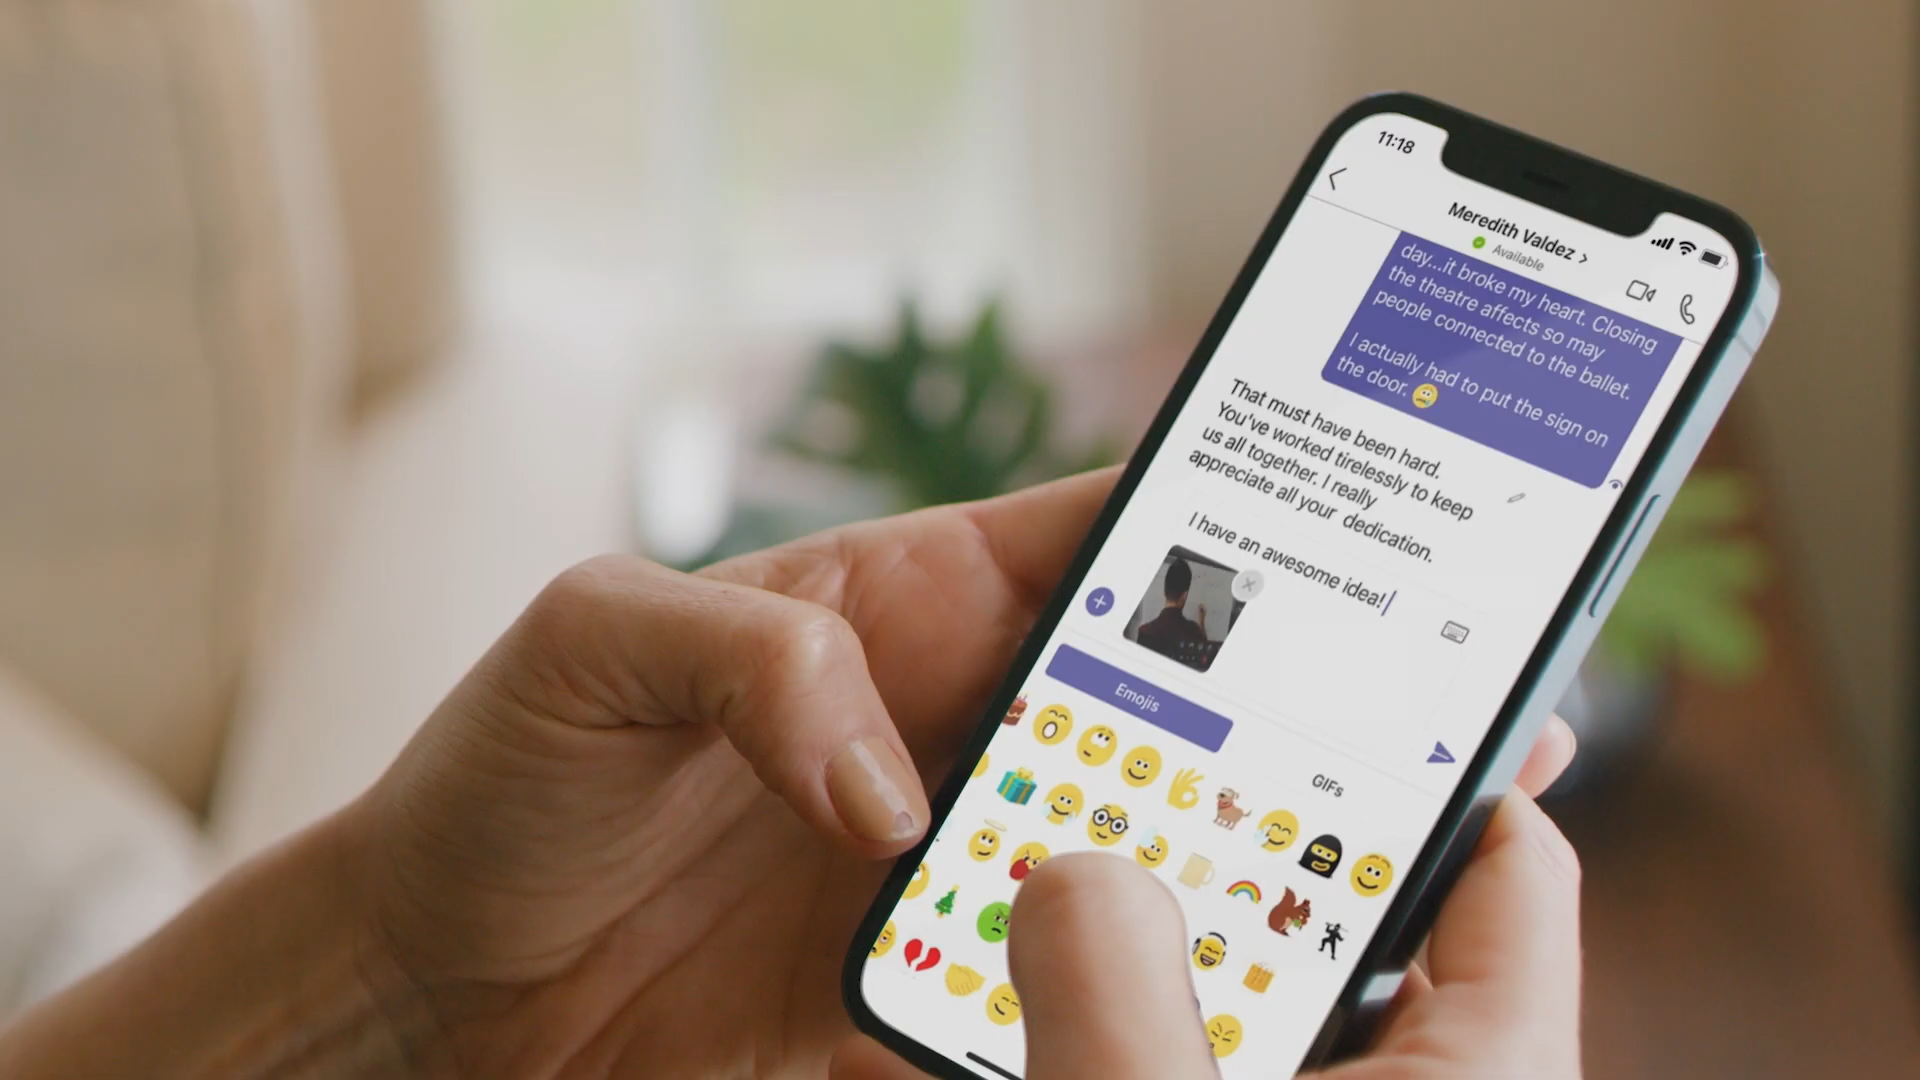 11:18
Meredith Valdez >
Available
day...it broke my heart. Closing
the theatre affects so may
people connected to the ballet.
I actually had to put the sign on
the door.
That must have been hard.
You've worked tirelessly to keep
us all together. I really
appreciate all your dedication.
I have an awesome idea!
Emojis
GIFs